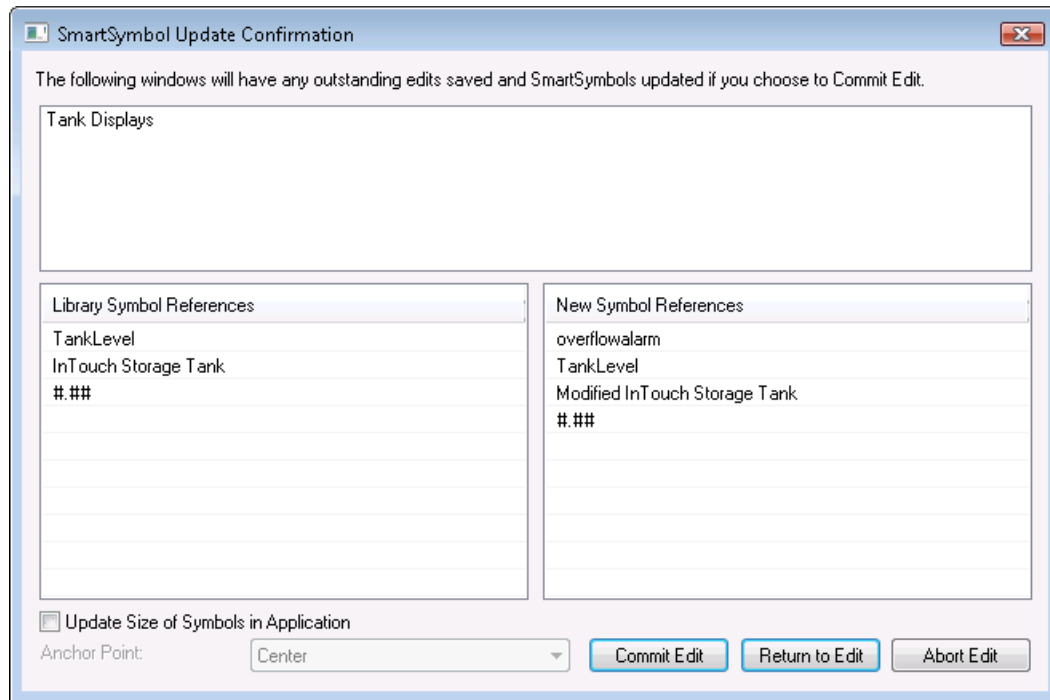 SmartSymbol Update Confirmation
The following windows will have any outstanding edits saved and SmartSymbols updated if you choose to Commit Edit.
Tank Displays
Library Symbol References
TankLevel
InTouch Storage Tank
#.##
New Symbol References
overflowalarm
TankLevel
Modified InTouch Storage Tank
#.##
Update Size of Symbols in Application
Anchor Point:
Center
Commit Edit
Return to Edit
Abort Edit